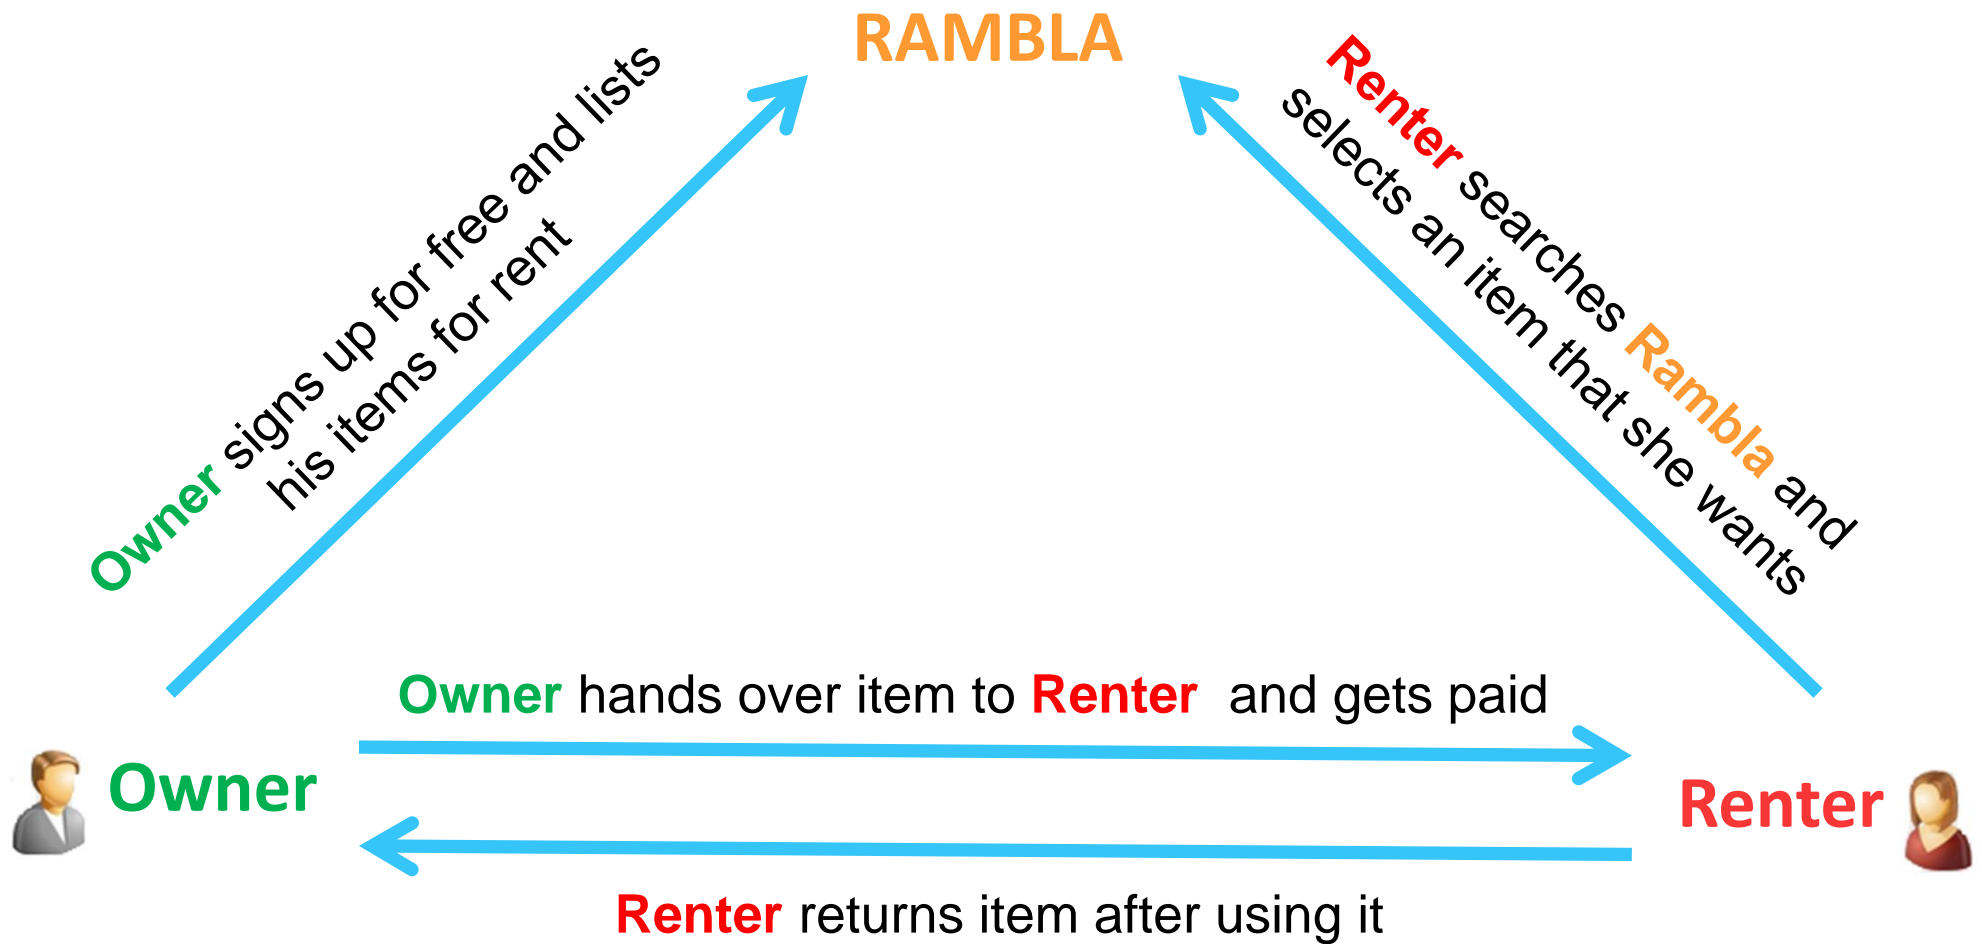 RAMBLA
Owner signs up for free and lists
his items for rent
Renter searches Rambla and
selects an item that she wants
Owner hands over item to Renter and gets paid
Owner
Renter
Renter returns item after using it